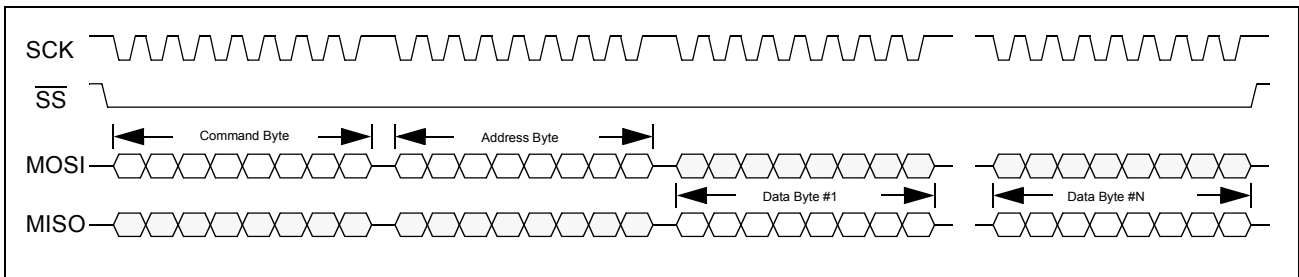 SCK
SS
Command Byte
Address Byte
MOSI
Data Byte #1
Data Byte #N
MISO